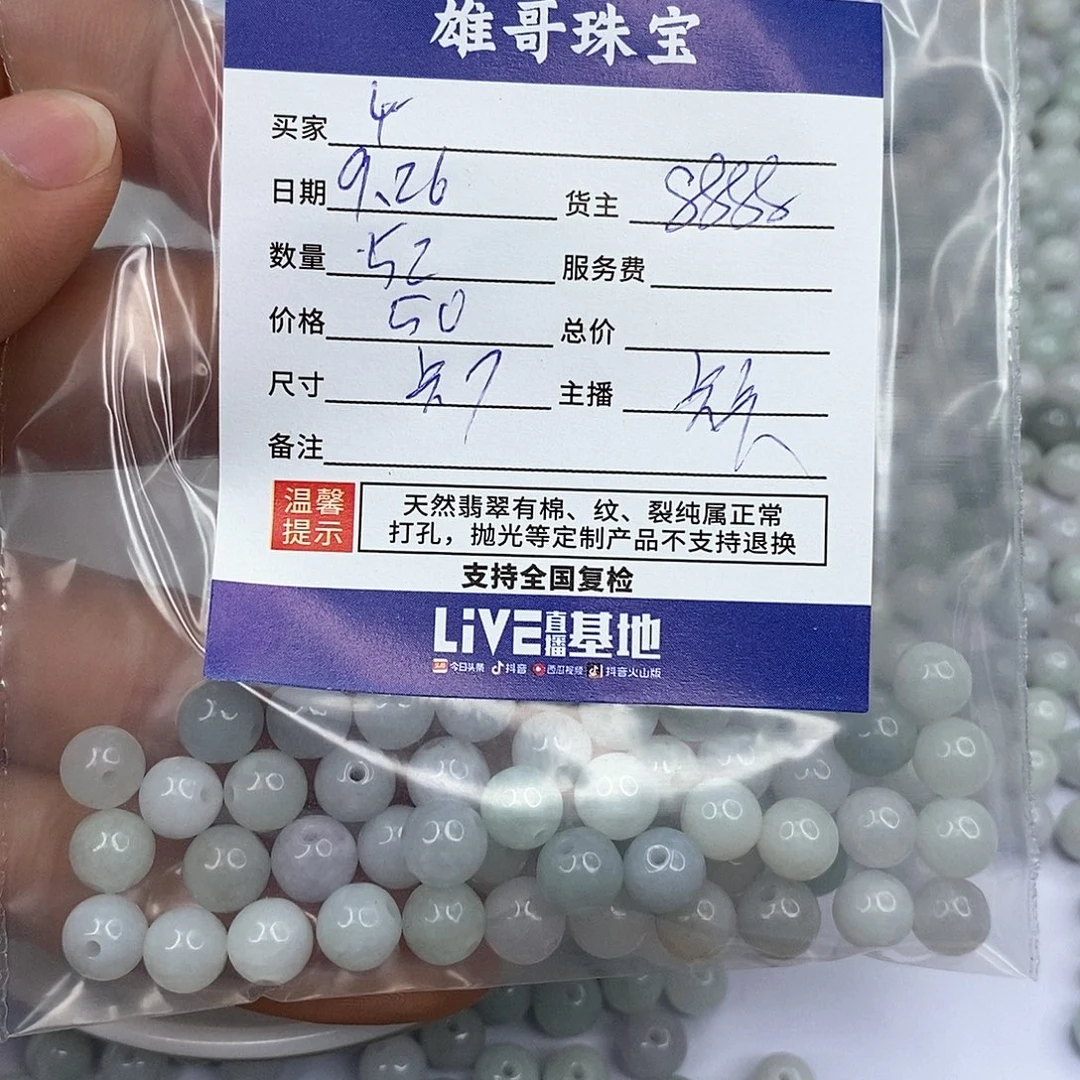 雄哥珠宝
买家 4
日期 9.26 货主 8888
数量 52 服务费
价格 50 总价
尺寸 7 主播
备注
温馨提示 天然翡翠有棉、纹、裂纯属正常
打孔，抛光等定制产品不支持退换
支持全国复检
LiVE直播基地
今日头条 抖音 西瓜视频 抖音火山版